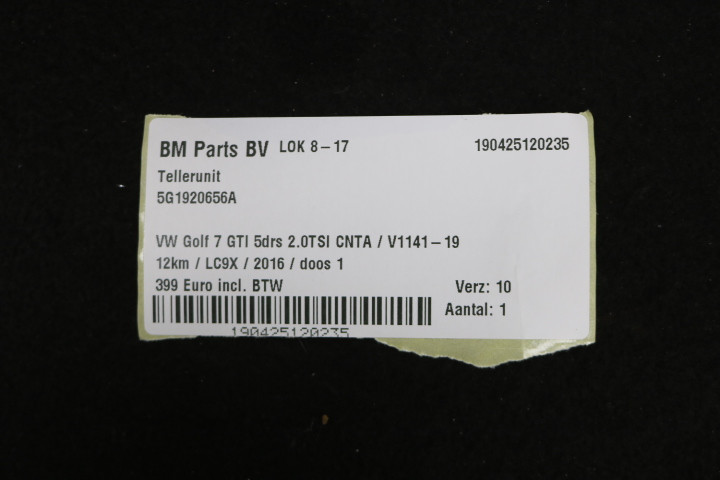 BM Parts BV LOK 8-17 190425120235
Tellerunit
5G1920656A
VW Golf 7 GTI 5drs 2.0TSI CNTA / V1141-19
12km / LC9X / 2016 / doos 1
399 Euro incl. BTW Verz: 10
Aantal: 1
190425120235